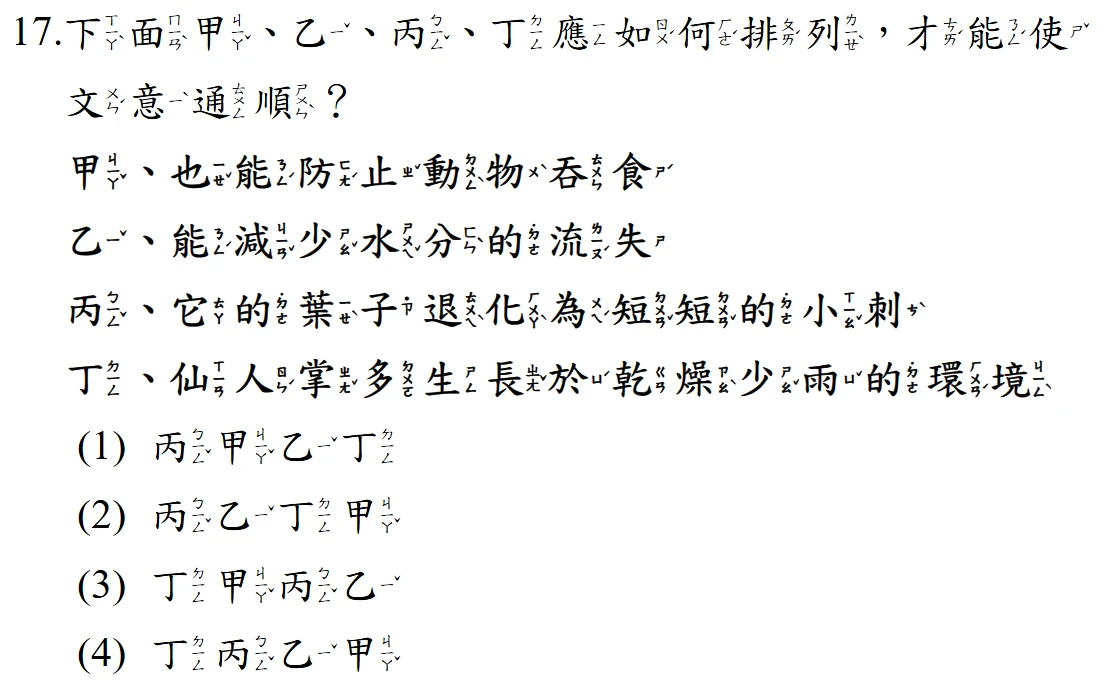 17.下面甲、乙、丙、丁應如何排列，才能使
文意通順？
甲、也能防止動物吞食
乙、能減少水分的流失
丙、它的葉子退化為短短的小刺
丁、仙人掌多生長於乾燥少雨的環境
(1) 丙甲乙丁
(2) 丙乙丁甲
(3) 丁甲丙乙
(4) 丁丙乙甲